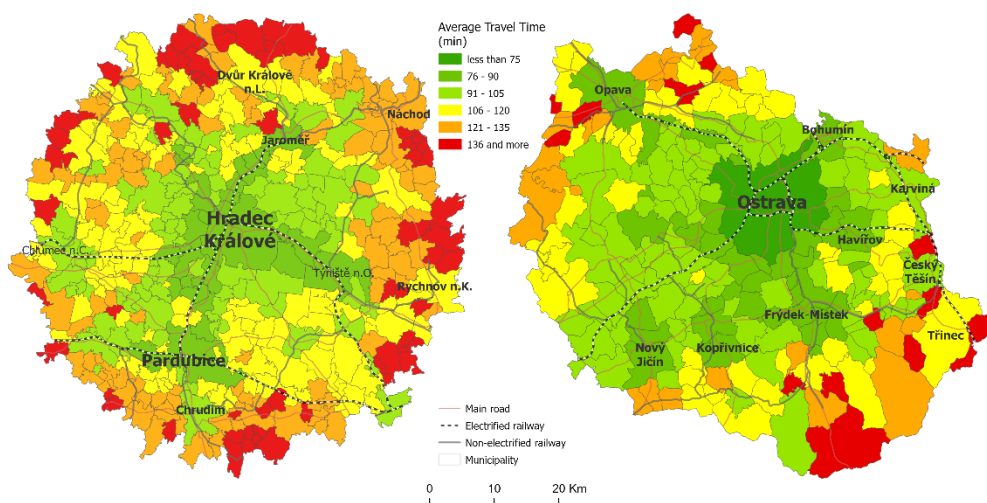 Dvůr Králové
n.L.
Náchod
Jaroměř
Hradec
Králové
Chlumec n.C.
Týniště n.O.
Rychnov n.K.
Pardubice
Chrudim
Average Travel Time
(min)
less than 75
76 - 90
91 - 105
106 - 120
121 - 135
136 and more
Opava
Bohumín
Ostrava
Karviná
Havířov
Český
Těšín
Frýdek-Místek
Třinec
Nový
Jičín
Kopřivnice
Main road
Electrified railway
Non-electrified railway
Municipality
0 10 20 Km